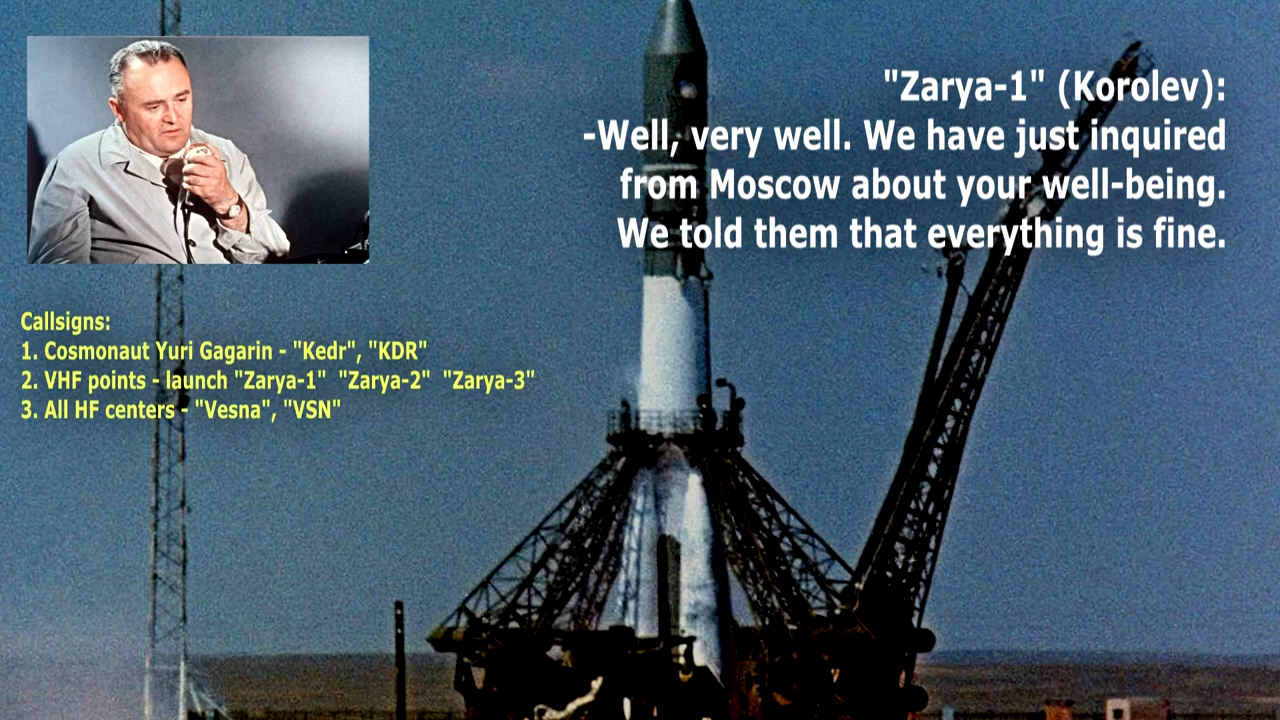 "Zarya-1" (Korolev):
-Well, very well. We have just inquired
from Moscow about your well-being.
We told them that everything is fine.
Callsigns:
1. Cosmonaut Yuri Gagarin - "Kedr", "KDR"
2. VHF points - launch "Zarya-1" "Zarya-2" "Zarya-3"
3. All HF centers - "Vesna", "VSN"